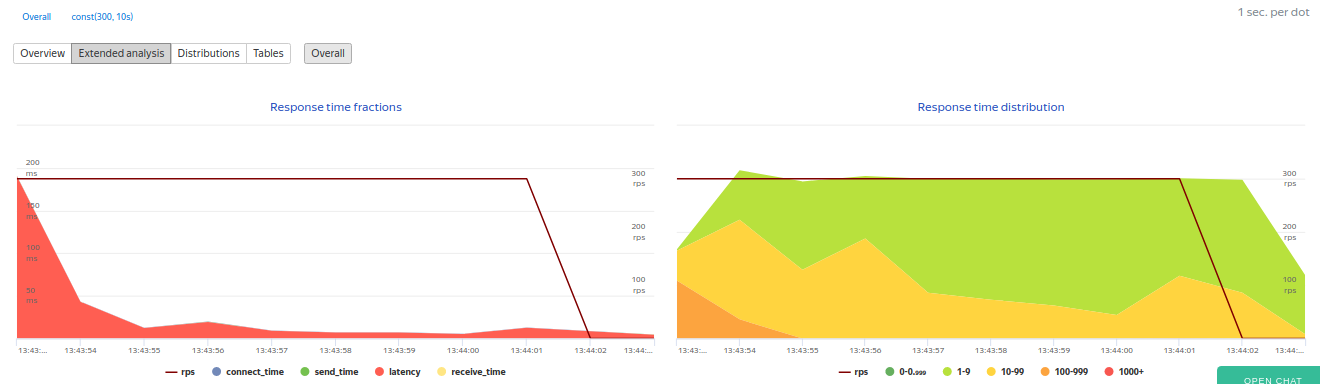 Overall const(300, 10s)
1 sec. per dot
Overview Extended analysis Distributions Tables Overall
Response time fractions
200
ms
150
ms
100
ms
50
ms
300
rps
200
rps
100
rps
13:43:... 13:43:54 13:43:55 13:43:56 13:43:57 13:43:58 13:43:59 13:44:00 13:44:01 13:44:02 13:44:...
rps connect_time send_time latency receive_time
Response time distribution
300
rps
200
rps
100
rps
13:43:... 13:43:54 13:43:55 13:43:56 13:43:57 13:43:58 13:43:59 13:44:00 13:44:01 13:44:02 13:44:...
rps 0-0.999 1-9 10-99 100-999 1000+
OPEN CHAT